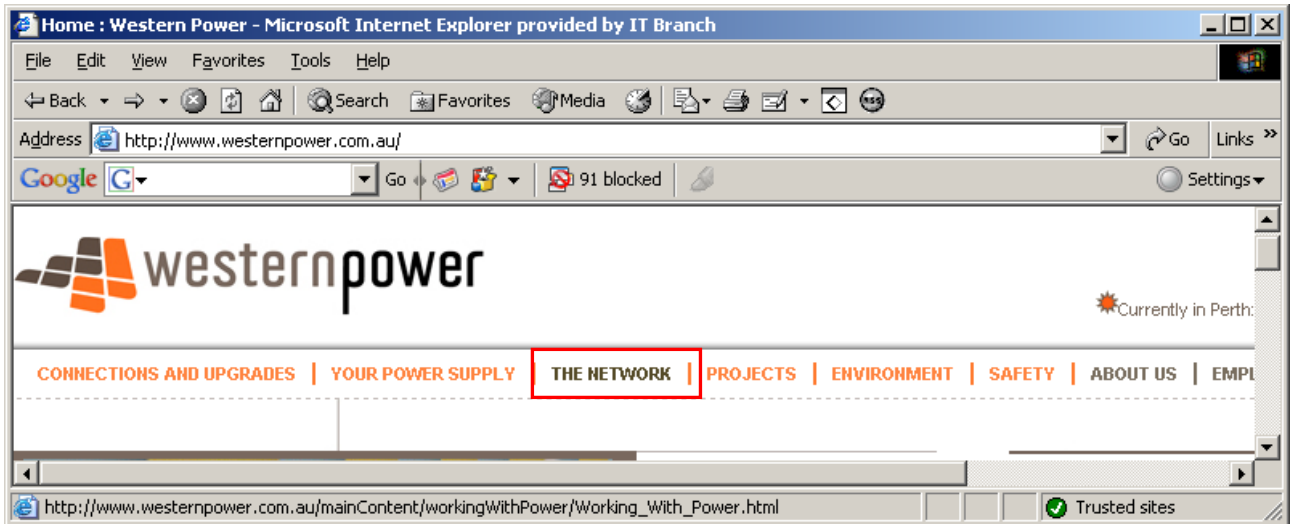 Home : Western Power - Microsoft Internet Explorer provided by IT Branch
File Edit View Favorites Tools Help
Back Search Favorites Media
Address http://www.westernpower.com.au/ Go Links »
Google G Go 91 blocked Settings
westernpower
Currently in Perth:
CONNECTIONS AND UPGRADES | YOUR POWER SUPPLY | THE NETWORK | PROJECTS | ENVIRONMENT | SAFETY | ABOUT US | EMPL
http://www.westernpower.com.au/mainContent/workingWithPower/Working_With_Power.html Trusted sites